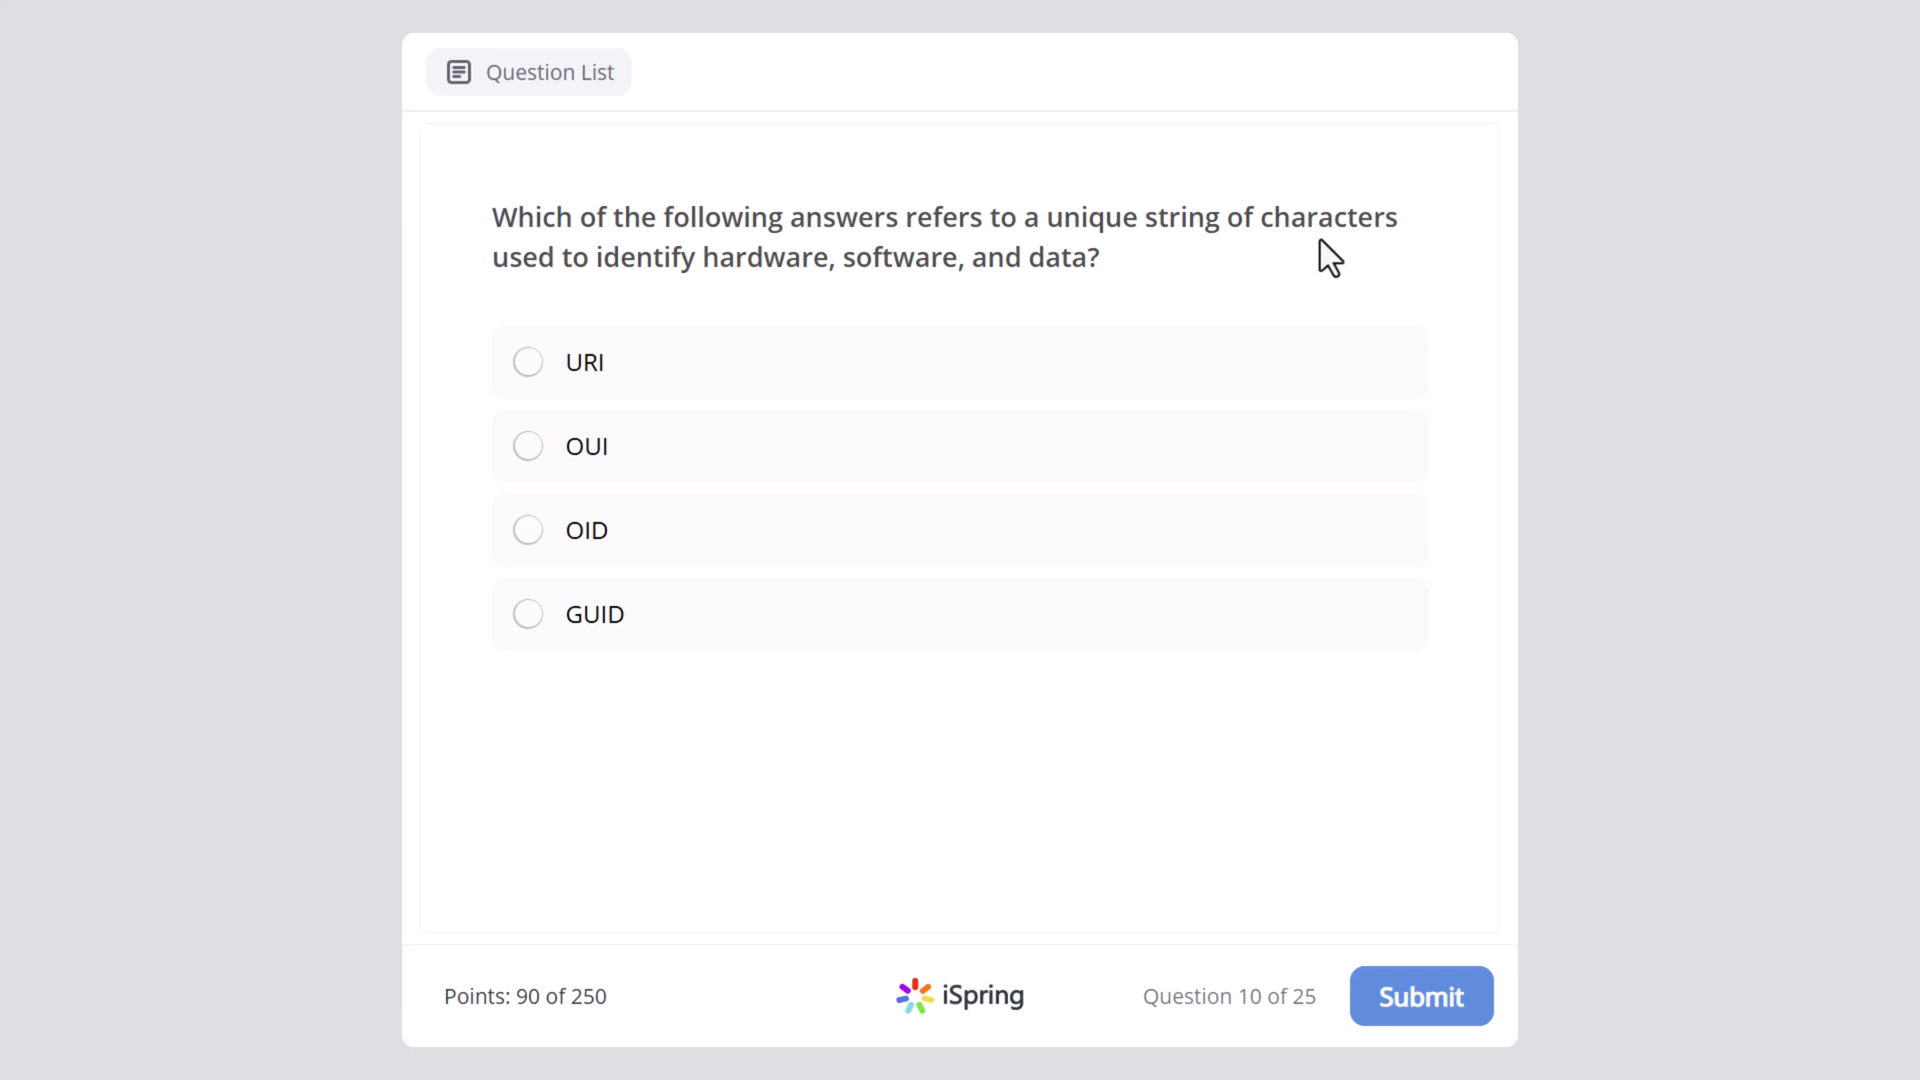 Question List
Which of the following answers refers to a unique string of characters
used to identify hardware, software, and data?
URI
OUI
OID
GUID
Points: 90 of 250
iSpring
Question 10 of 25
Submit